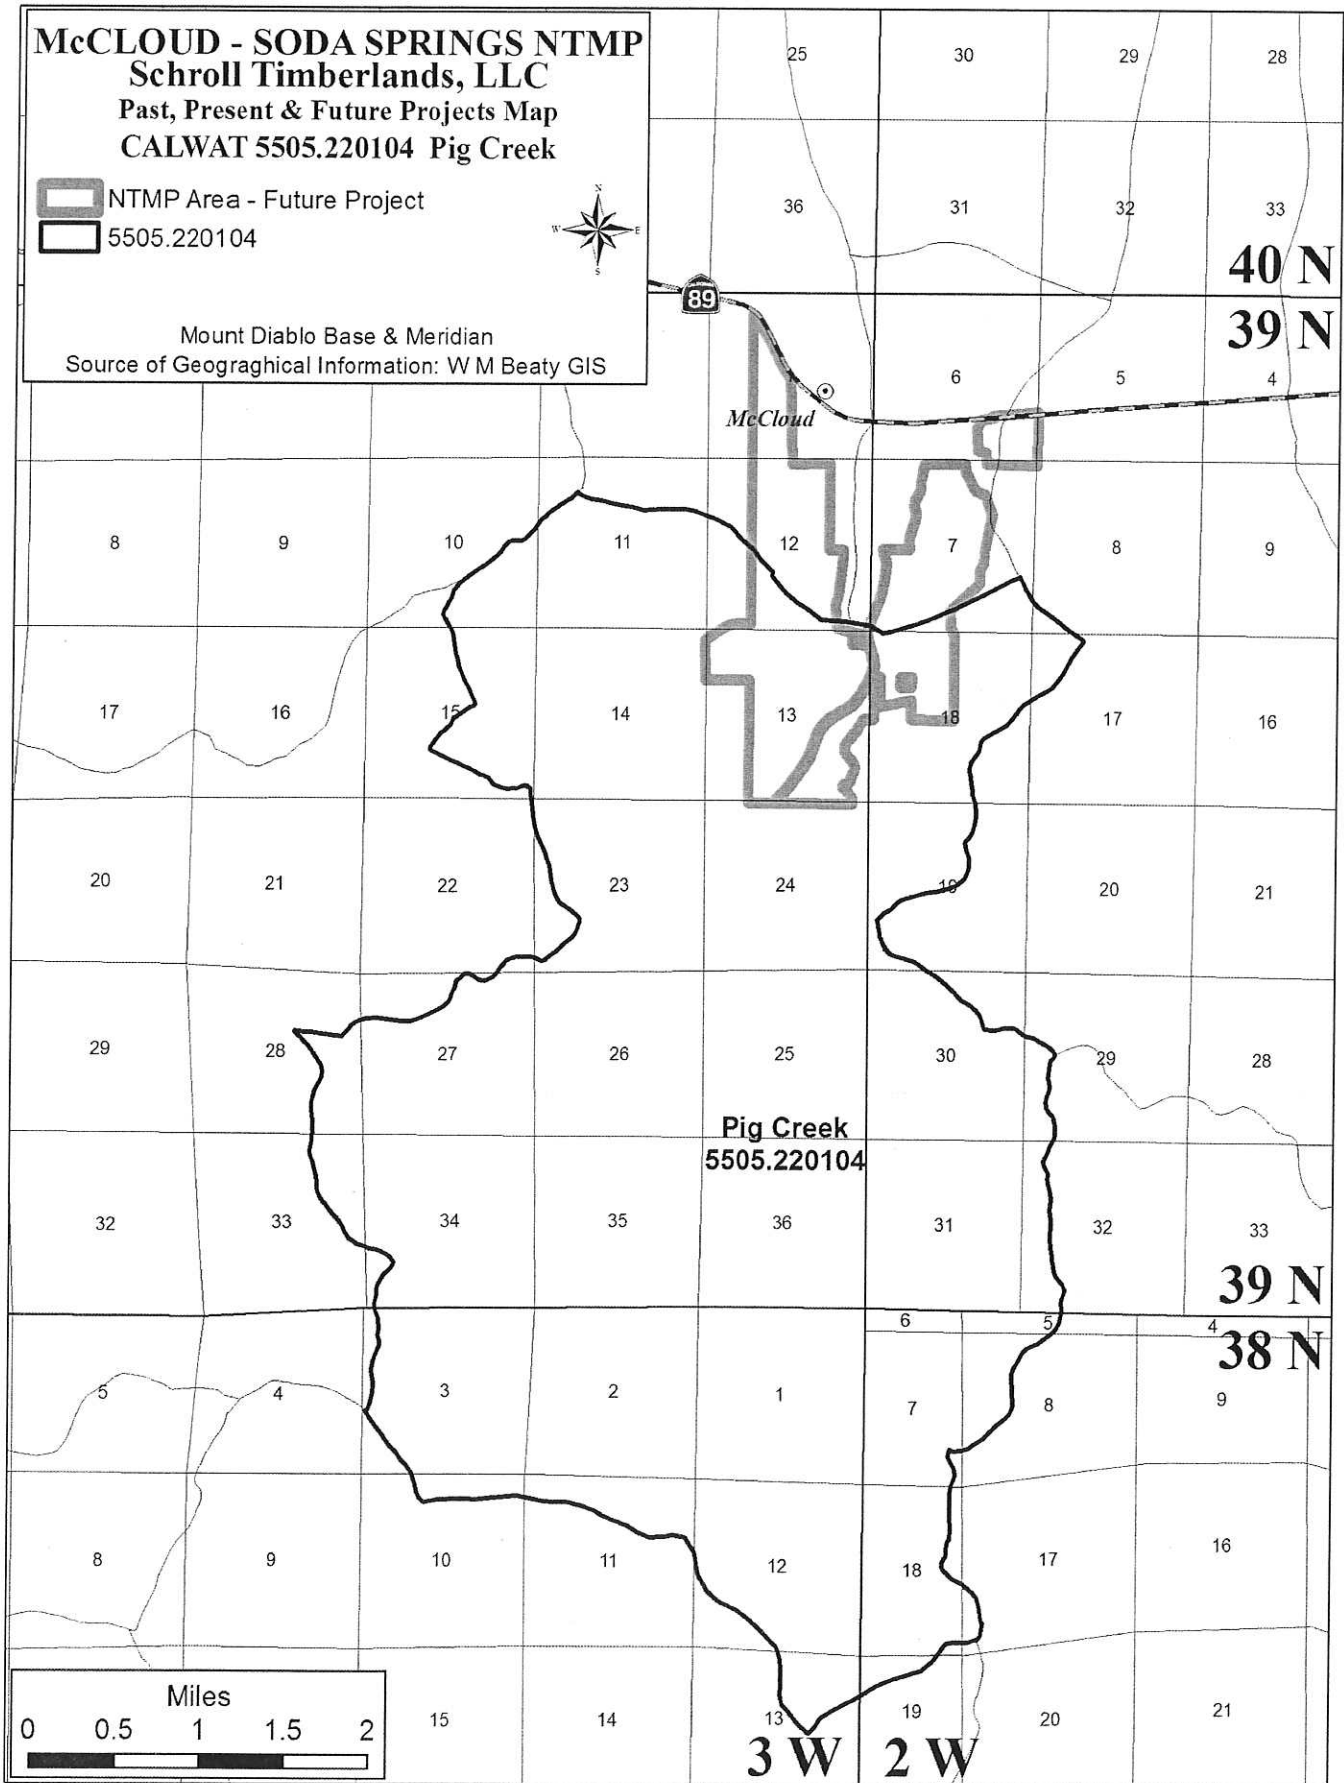 McCLOUD - SODA SPRINGS NTMP
Schroll Timberlands, LLC
Past, Present & Future Projects Map
CALWAT 5505.220104 Pig Creek
NTMP Area - Future Project
5505.220104
N
W E
S
Mount Diablo Base & Meridian
Source of Geograghical Information: W M Beaty GIS
25 30 29 28
36 31 32 33
40 N
89
39 N
6 5 4
McCloud
8 9 10 11 12 7 8 9
17 16 15 14 13 18 17 16
20 21 22 23 24 19 20 21
29 28 27 26 25 30 29 28
Pig Creek
5505.220104
32 33 34 35 36 31 32 33
39 N
6 5 4
38 N
5 4 3 2 1 7 8 9
8 9 10 11 12 18 17 16
15 14 13 19 20 21
3 W 2 W
Miles
0 0.5 1 1.5 2